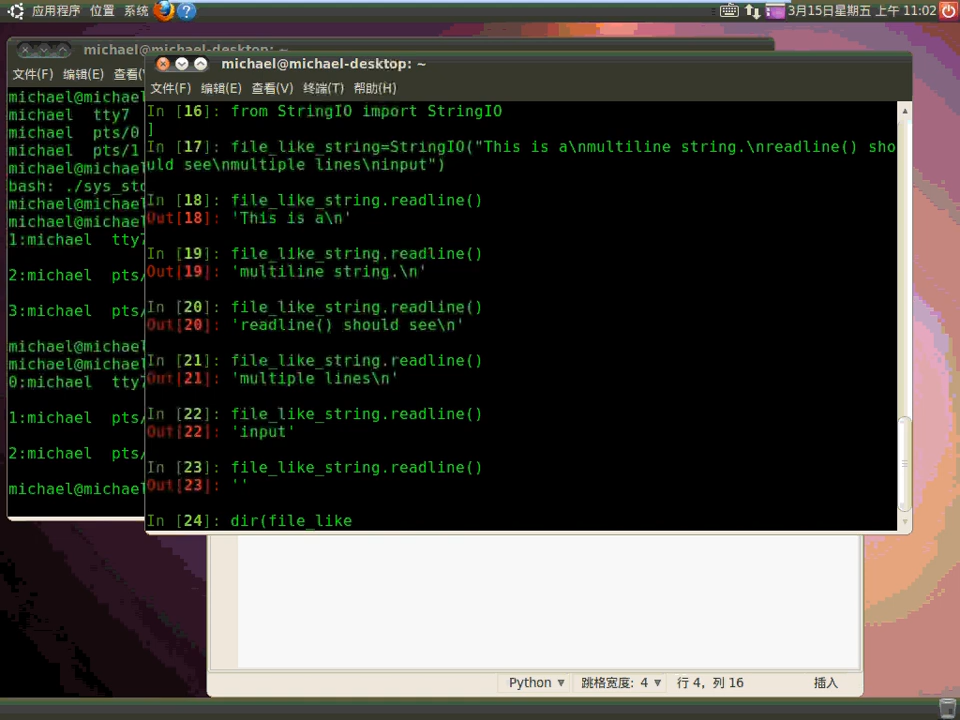 应用程序 位置 系统
3月15日星期五 上午 11:02
michael@michael-desktop: ~
文件(F) 编辑(E) 查看(V
michael@michae
michael tty7
michael pts/0
michael pts/1
michael@michae
bash: ./sys_sto
michael@michae
michael@michae
1:michael tty7
2:michael pts/
3:michael pts/
michael@michae
michael@michae
0:michael tty7
1:michael pts/
2:michael pts/
michael@michae
michael@michael-desktop: ~
文件(F) 编辑(E) 查看(V) 终端(T) 帮助(H)
In [16]: from StringIO import StringIO
]
In [17]: file_like_string=StringIO("This is a\nmultiline string.\nreadline() sho
uld see\nmultiple lines\ninput")
In [18]: file_like_string.readline()
Out[18]: 'This is a\n'
In [19]: file_like_string.readline()
Out[19]: 'multiline string.\n'
In [20]: file_like_string.readline()
Out[20]: 'readline() should see\n'
In [21]: file_like_string.readline()
Out[21]: 'multiple lines\n'
In [22]: file_like_string.readline()
Out[22]: 'input'
In [23]: file_like_string.readline()
Out[23]: ''
In [24]: dir(file_like
Python 跳格宽度: 4 行 4, 列 16 插入